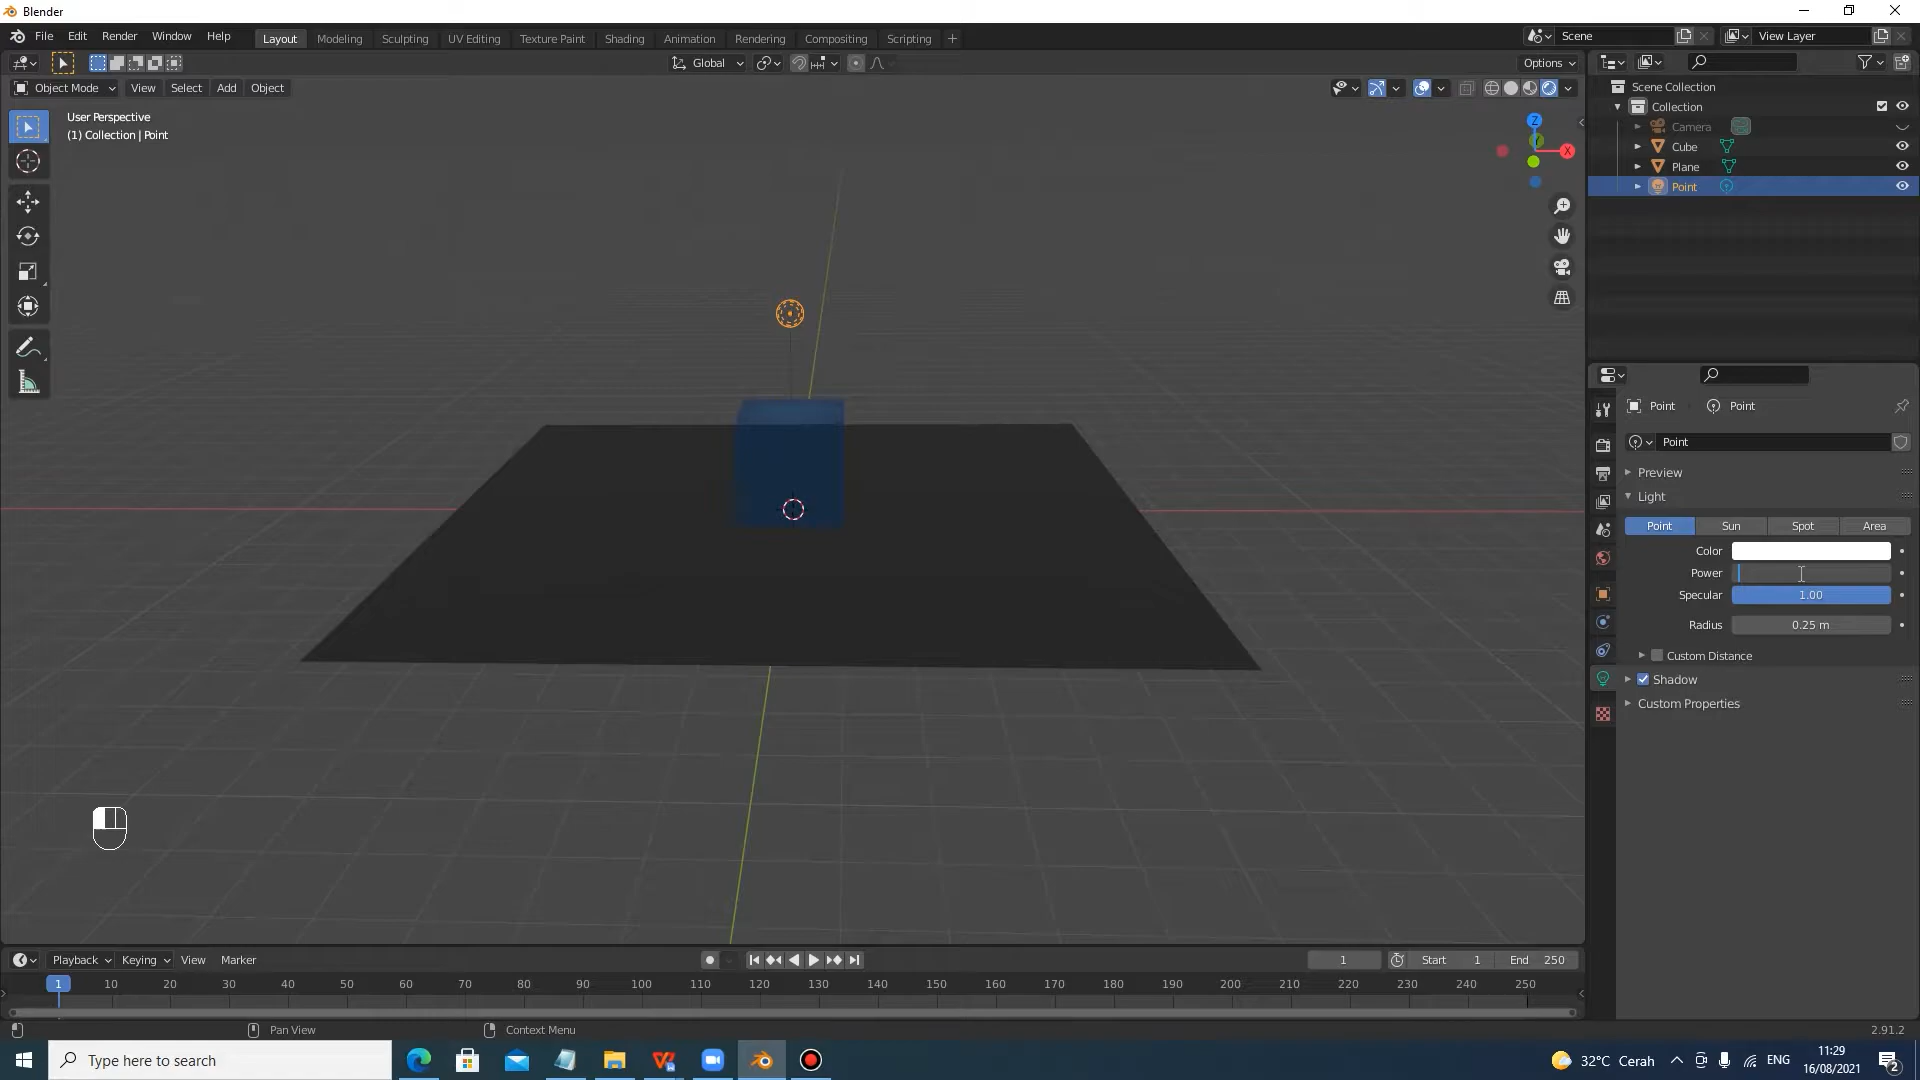 Blender
File Edit Render Window Help
Layout Modeling Sculpting UV Editing Texture Paint Shading Animation Rendering Compositing Scripting +
Scene
View Layer
Global
Options
Object Mode View Select Add Object
User Perspective
(1) Collection | Point
Z
Y
X
Scene Collection
Collection
Camera
Cube
Plane
Point
Point Point
Point
Preview
Light
Point Sun Spot Area
Color
Power
Specular 1.00
Radius 0.25 m
Custom Distance
Shadow
Custom Properties
Playback Keying View Marker
1 Start 1 End 250
1 10 20 30 40 50 60 70 80 90 100 110 120 130 140 150 160 170 180 190 200 210 220 230 240 250
Pan View Context Menu 2.91.2
Type here to search
32°C Cerah
ENG
11:29
16/08/2021
2